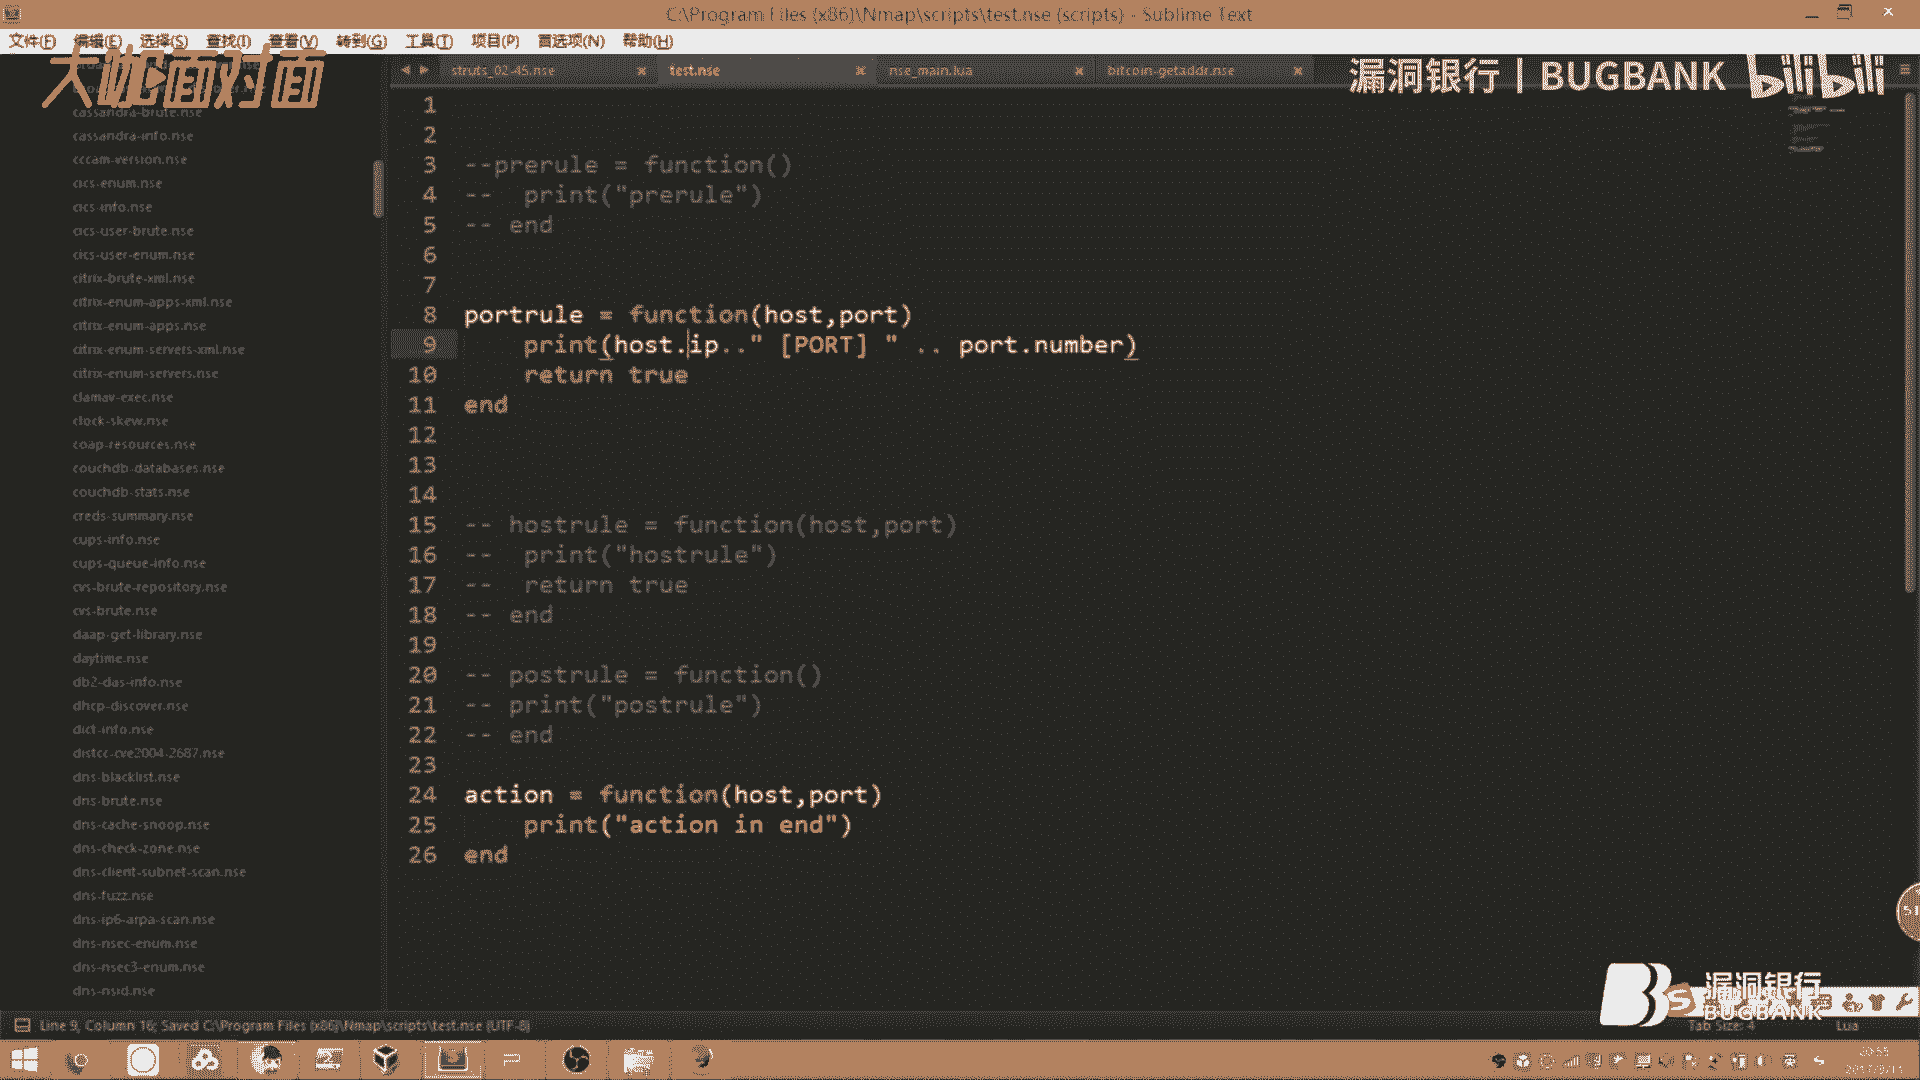 C:\Program Files (x86)\Nmap\scripts\test.nse (scripts) - Sublime Text
文件(F) 编辑(E) 选择(S) 查找(I) 查看(V) 转到(G) 工具(T) 项目(P) 首选项(N) 帮助(H)
大咖面对面
漏洞银行 | BUGBANK bilibili
struts_02-45.nse
test.nse
nse_main.lua
bitcoin-getaddr.nse
cassandra-brute.nse
cassandra-info.nse
cccam-version.nse
cics-enum.nse
cics-info.nse
cics-user-brute.nse
cics-user-enum.nse
citrix-brute-xml.nse
citrix-enum-apps-xml.nse
citrix-enum-apps.nse
citrix-enum-servers-xml.nse
citrix-enum-servers.nse
clamav-exec.nse
clock-skew.nse
coap-resources.nse
couchdb-databases.nse
couchdb-stats.nse
creds-summary.nse
cups-info.nse
cups-queue-info.nse
cvs-brute-repository.nse
cvs-brute.nse
daap-get-library.nse
daytime.nse
db2-das-info.nse
dhcp-discover.nse
dict-info.nse
distcc-cve2004-2687.nse
dns-blacklist.nse
dns-brute.nse
dns-cache-snoop.nse
dns-check-zone.nse
dns-client-subnet-scan.nse
dns-fuzz.nse
dns-ip6-arpa-scan.nse
dns-nsec-enum.nse
dns-nsec3-enum.nse
dns-nsid.nse
1
2
3 --prerule = function()
4 --  print("prerule")
5 -- end
6
7
8 portrule = function(host,port)
9     print(host.ip.." [PORT] " .. port.number)
10     return true
11 end
12
13
14
15 -- hostrule = function(host,port)
16 --  print("hostrule")
17 --  return true
18 -- end
19
20 -- postrule = function()
21 -- print("postrule")
22 -- end
23
24 action = function(host,port)
25     print("action in end")
26 end
51
漏洞银行
BUGBANK
Line 9, Column 16; Saved C:\Program Files (x86)\Nmap\scripts\test.nse (UTF-8)
Tab Size: 4
Lua
20:55
2017/9/11